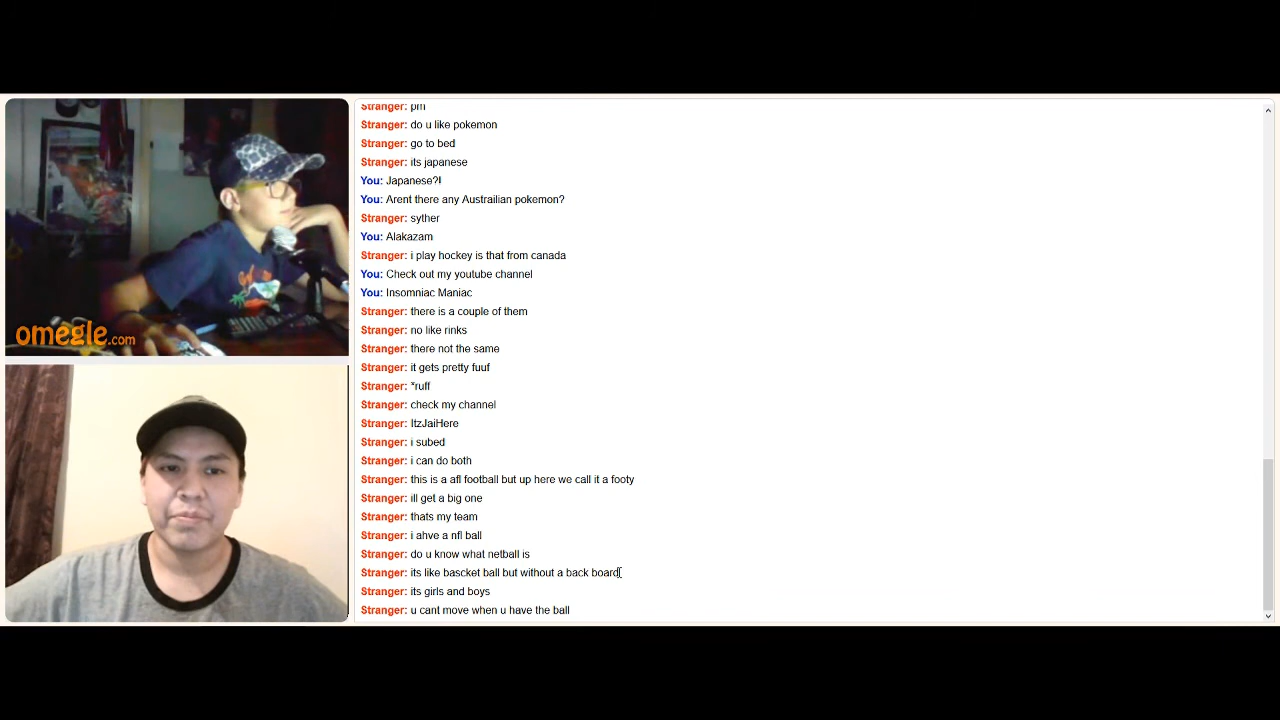 Stranger: pm
Stranger: do u like pokemon
Stranger: go to bed
Stranger: its japanese
You: Japanese?!
You: Arent there any Austrailian pokemon?
Stranger: syther
You: Alakazam
Stranger: i play hockey is that from canada
You: Check out my youtube channel
You: Insomniac Maniac
Stranger: there is a couple of them
Stranger: no like rinks
Stranger: there not the same
Stranger: it gets pretty fuuf
Stranger: *ruff
Stranger: check my channel
Stranger: ItzJaiHere
Stranger: i subed
Stranger: i can do both
Stranger: this is a afl football but up here we call it a footy
Stranger: ill get a big one
Stranger: thats my team
Stranger: i ahve a nfl ball
Stranger: do u know what netball is
Stranger: its like bascket ball but without a back board
Stranger: its girls and boys
Stranger: u cant move when u have the ball
omegle.com